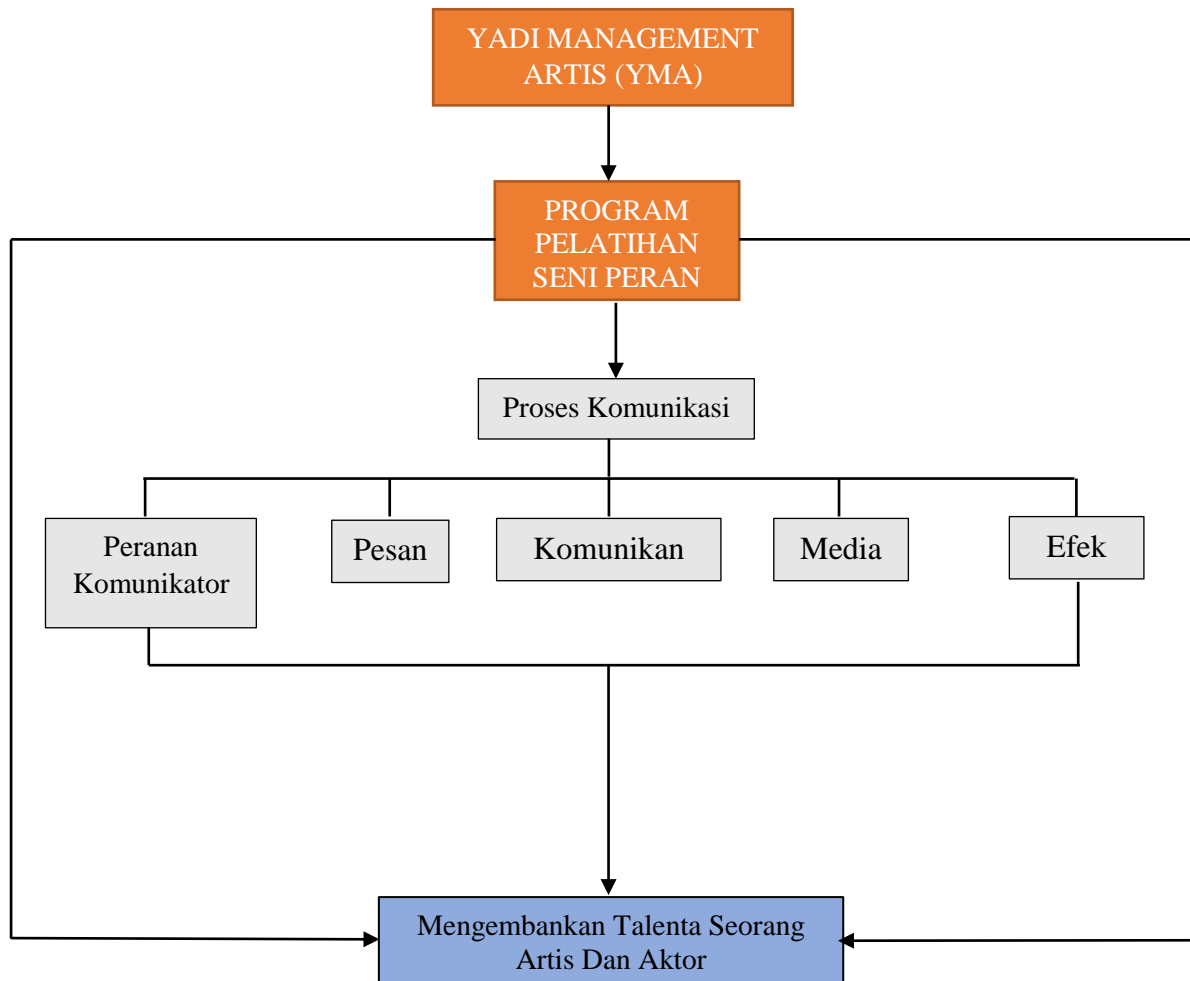 YADI MANAGEMENT
ARTIS (YMA)
PROGRAM
PELATIHAN
SENI PERAN
Proses Komunikasi
Peranan
Komunikator
Pesan
Komunikan
Media
Efek
Mengembankan Talenta Seorang
Artis Dan Aktor